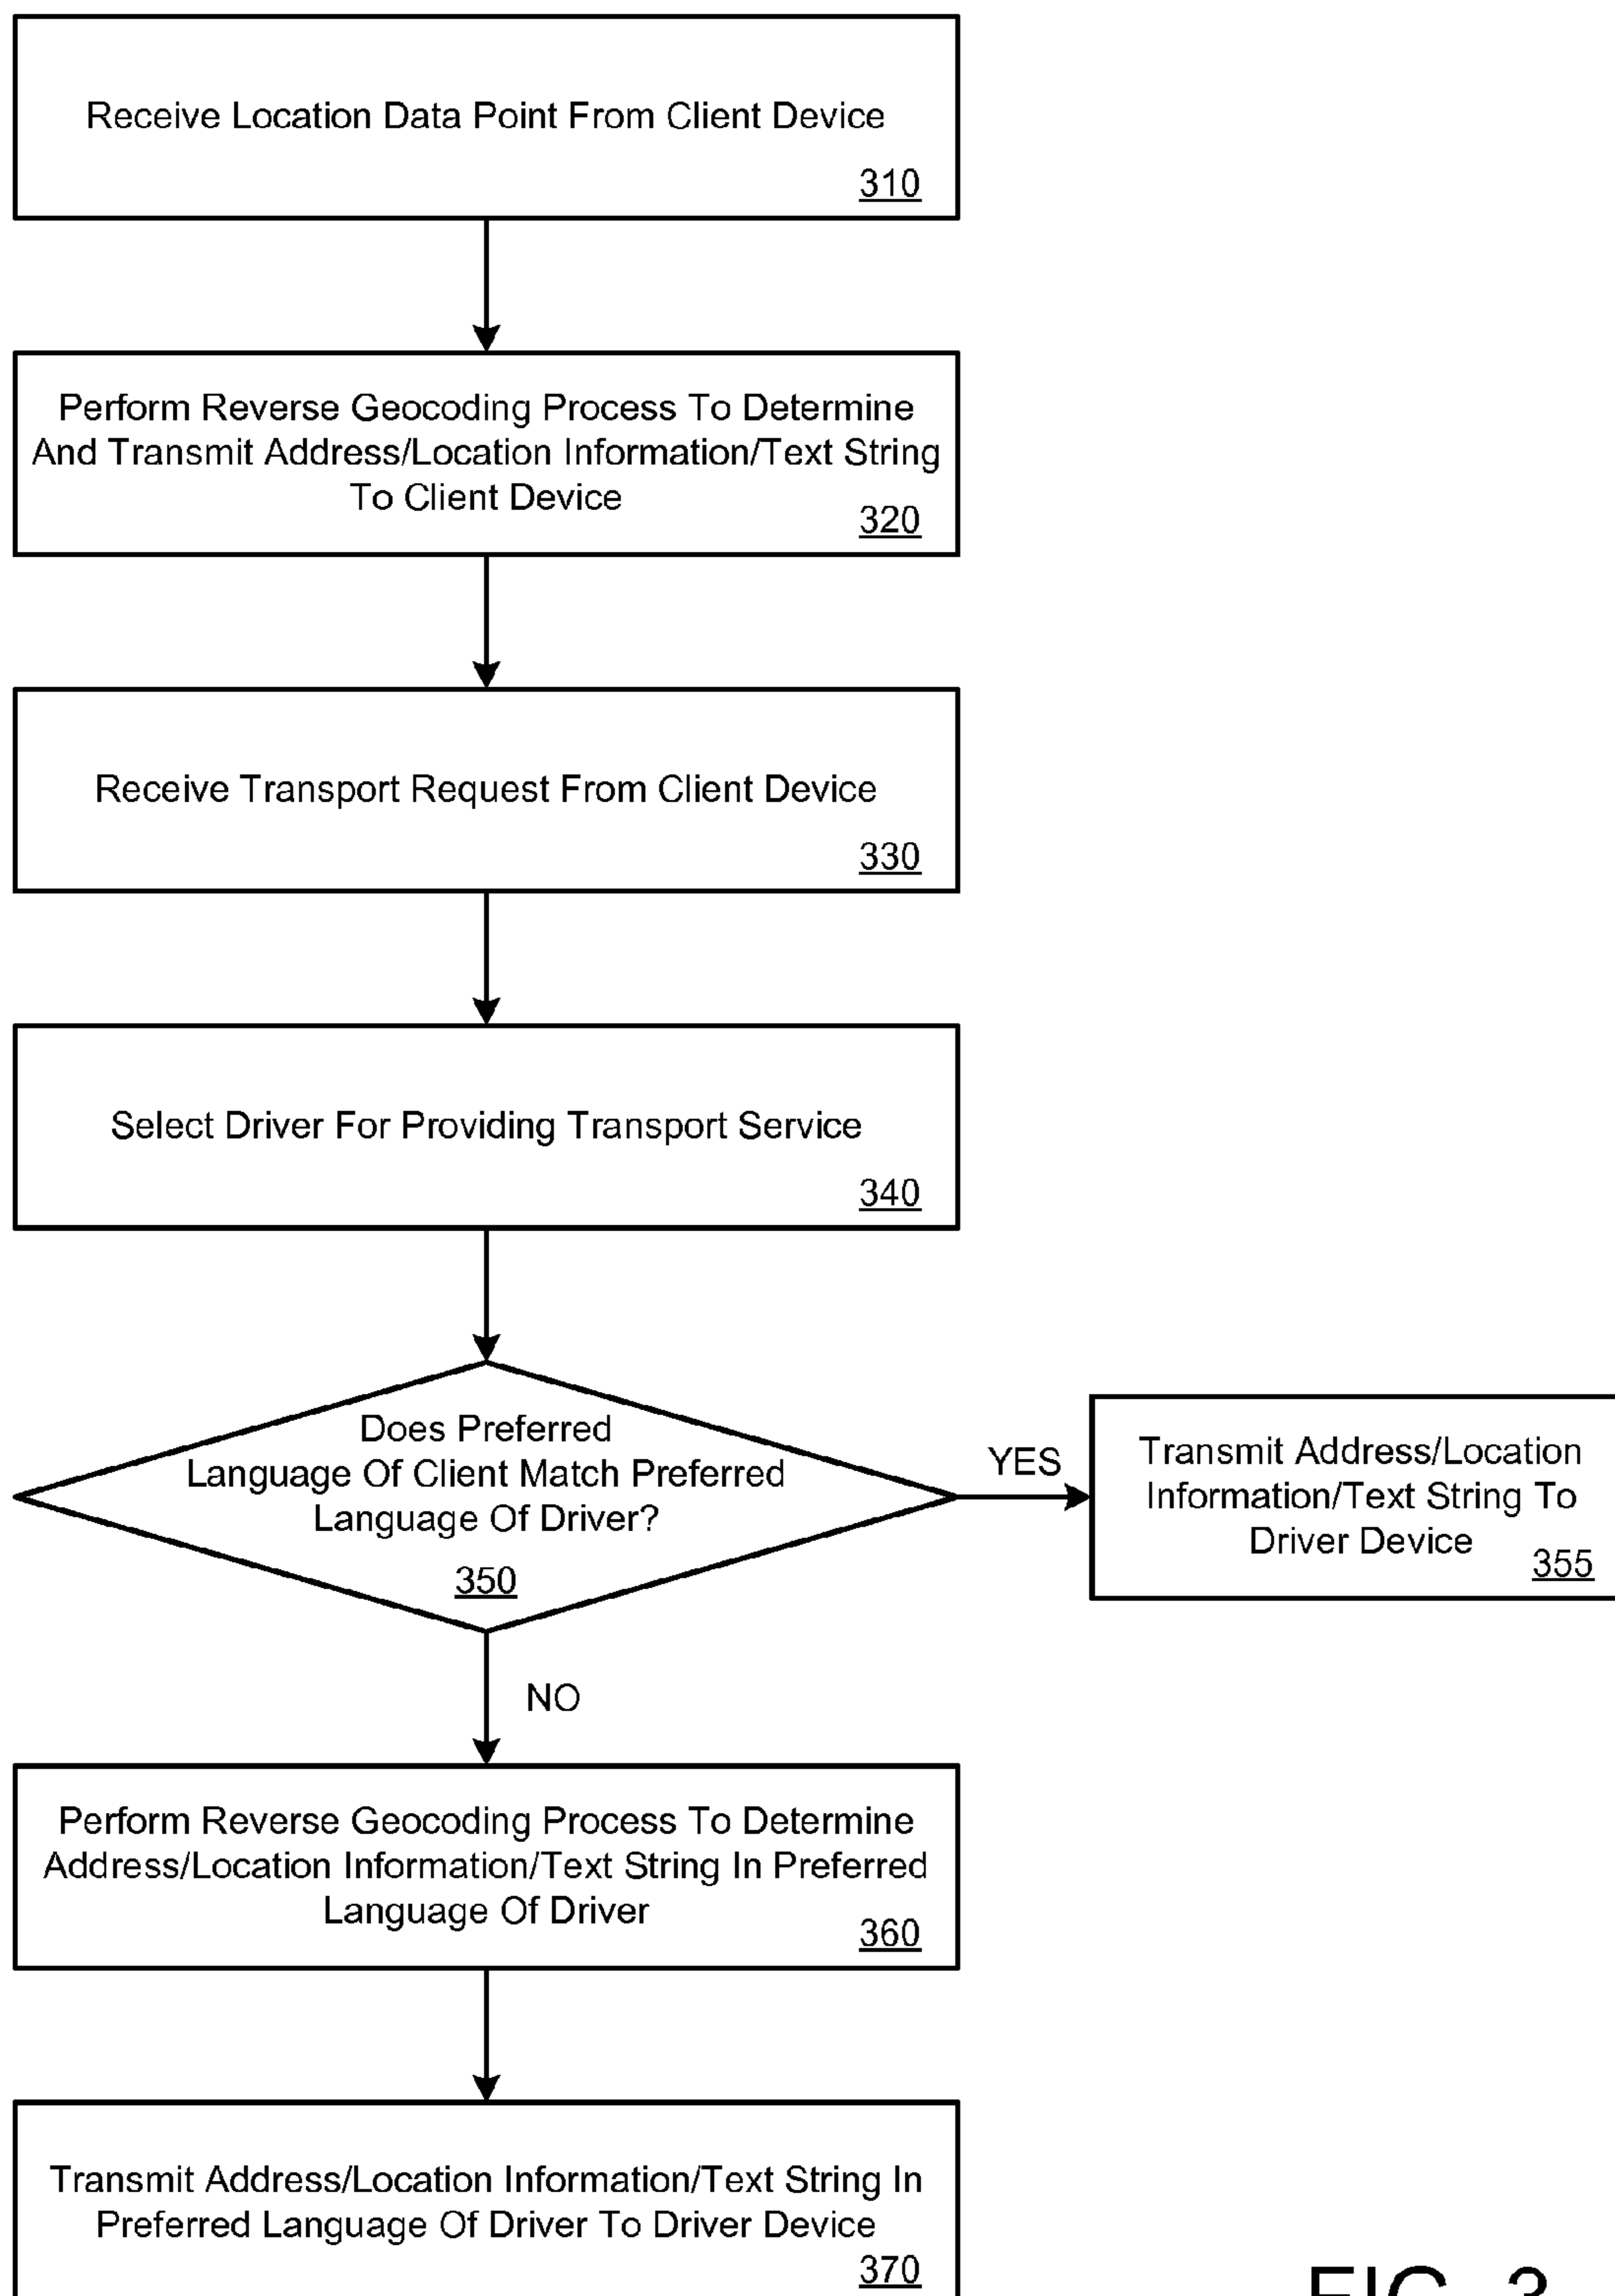 Receive Location Data Point From Client Device
310
Perform Reverse Geocoding Process To Determine
And Transmit Address/Location Information/Text String
To Client Device
320
Receive Transport Request From Client Device
330
Select Driver For Providing Transport Service
340
Does Preferred
Language Of Client Match Preferred
Language Of Driver?
350
YES
Transmit Address/Location
Information/Text String To
Driver Device
355
NO
Perform Reverse Geocoding Process To Determine
Address/Location Information/Text String In Preferred
Language Of Driver
360
Transmit Address/Location Information/Text String In
Preferred Language Of Driver To Driver Device
370
FIG. 3